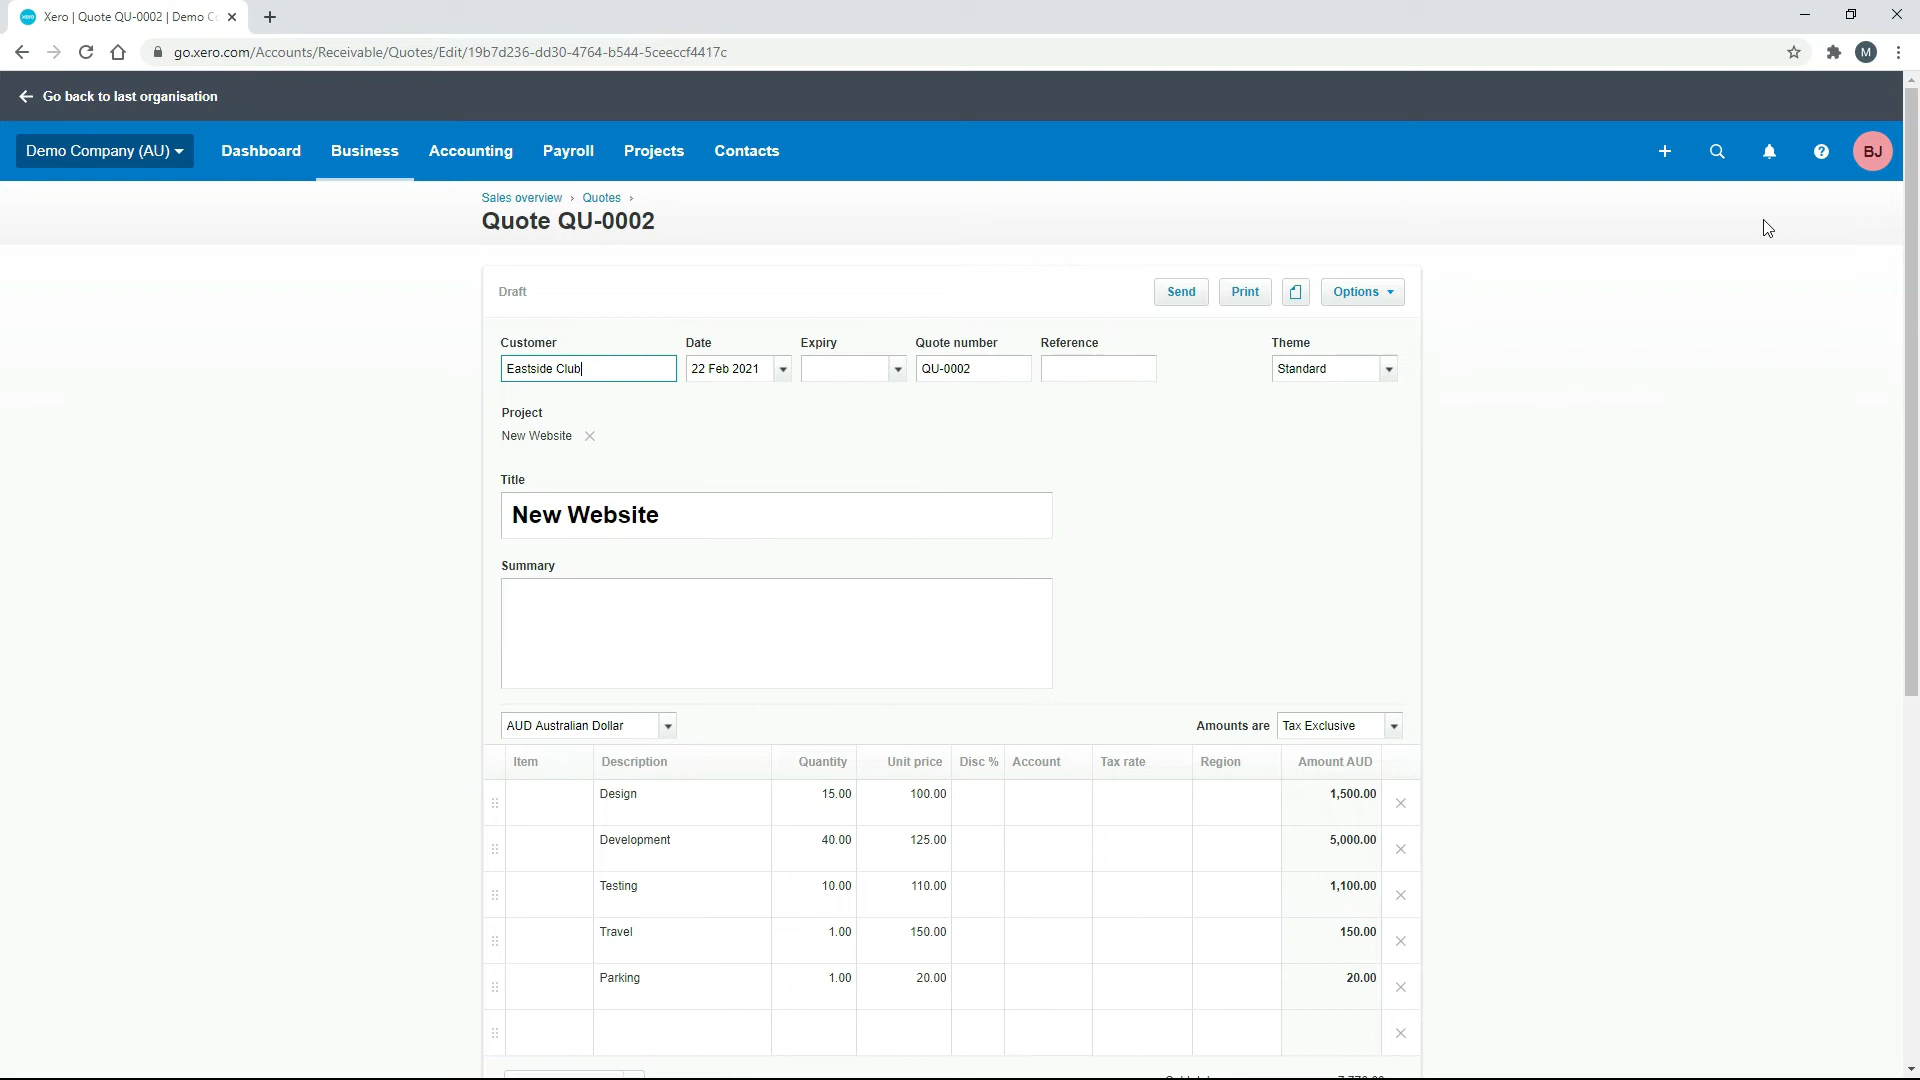 Xero | Quote QU-0002 | Demo C
go.xero.com/Accounts/Receivable/Quotes/Edit/19b7d236-dd30-4764-b544-5ceeccf4417c
M
Go back to last organisation
Demo Company (AU) Dashboard Business Accounting Payroll Projects Contacts BJ
Sales overview › Quotes ›
Quote QU-0002
Draft Send Print Options
Customer Date Expiry Quote number Reference Theme
Eastside Club 22 Feb 2021 QU-0002 Standard
Project
New Website
Title
New Website
Summary
AUD Australian Dollar Amounts are Tax Exclusive
Item Description Quantity Unit price Disc % Account Tax rate Region Amount AUD
Design 15.00 100.00 1,500.00
Development 40.00 125.00 5,000.00
Testing 10.00 110.00 1,100.00
Travel 1.00 150.00 150.00
Parking 1.00 20.00 20.00